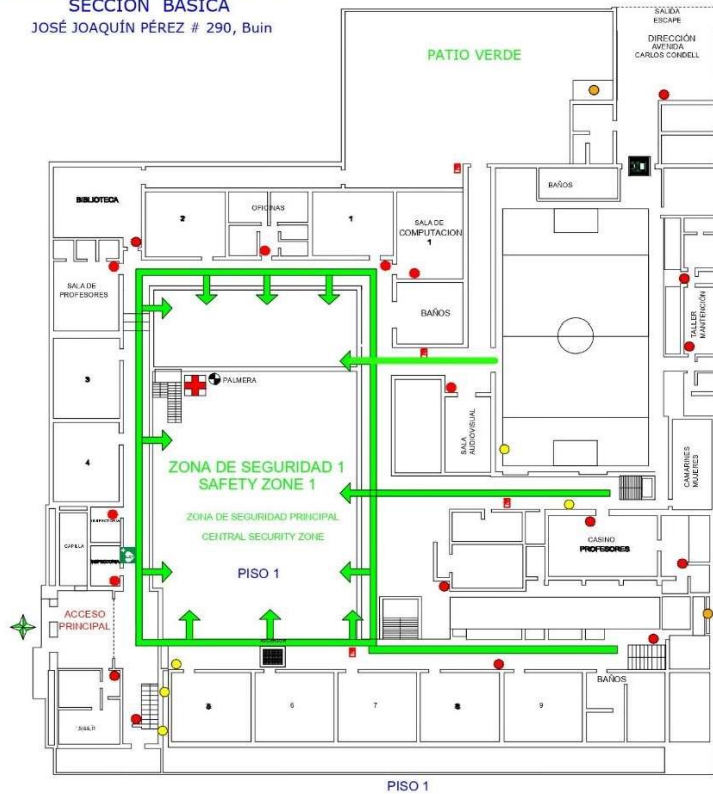 SECCIÓN BÁSICA
JOSÉ JOAQUÍN PÉREZ # 290, Buin
SALIDA
ESCAPE
DIRECCIÓN
AVENIDA
CARLOS CONDELL
PATIO VERDE
BIBLIOTECA
2
OFICINAS
1
SALA DE
COMPUTACION
1
BAÑOS
SALA DE
PROFESORES
BAÑOS
TALLER
MANTENCIÓN
3
PALMERA
SALA
AUDIOVISUAL
4
ZONA DE SEGURIDAD 1
SAFETY ZONE 1
ZONA DE SEGURIDAD PRINCIPAL
CENTRAL SECURITY ZONE
PISO 1
CAMARINES
MUJERES
CASINO
PROFESORES
CAPILLA
ACCESO
PRINCIPAL
5
6
7
8
9
BAÑOS
PISO 1